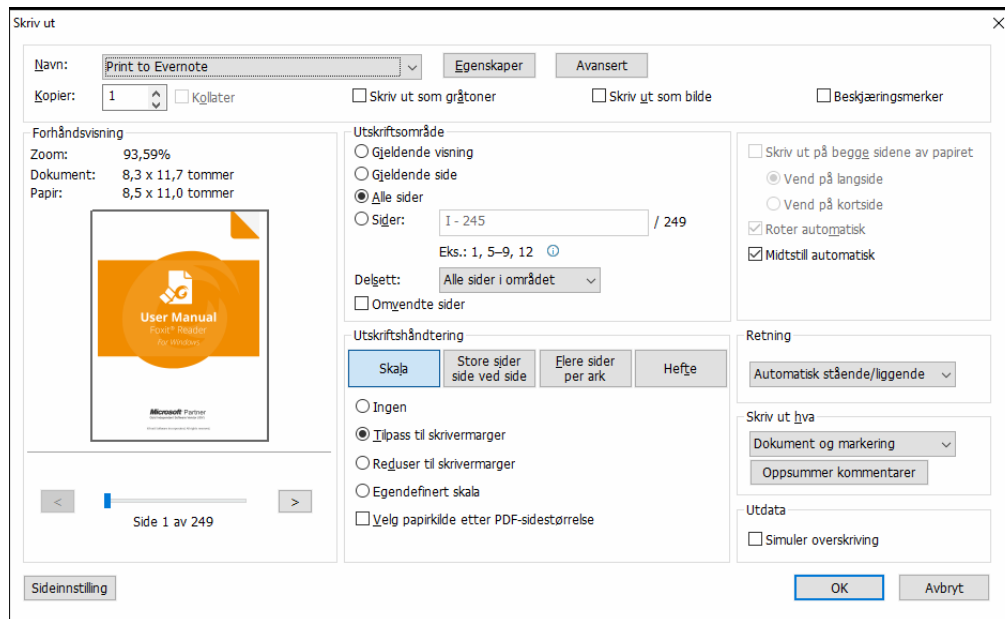 Skriv ut
Navn: Print to Evernote Egenskaper Avansert
Kopier: 1 Kollater Skriv ut som gråtoner Skriv ut som bilde Beskjæringsmerker
Forhåndsvisning
Zoom: 93,59%
Dokument: 8,3 x 11,7 tommer
Papir: 8,5 x 11,0 tommer
User Manual
Foxit® Reader
For Windows
Microsoft Partner
< >
Side 1 av 249
Utskriftsområde
Gjeldende visning
Gjeldende side
Alle sider
Sider: I - 245 / 249
Eks.: 1, 5–9, 12
Delsett: Alle sider i området
Omvendte sider
Utskriftshåndtering
Skala
Store sider
side ved side
Flere sider
per ark
Hefte
Ingen
Tilpass til skrivermarger
Reduser til skrivermarger
Egendefinert skala
Velg papirkilde etter PDF-sidestørrelse
Skriv ut på begge sidene av papiret
Vend på langside
Vend på kortside
Roter automatisk
Midtstill automatisk
Retning
Automatisk stående/liggende
Skriv ut hva
Dokument og markering
Oppsummer kommentarer
Utdata
Simuler overskriving
Sideinnstilling OK Avbryt